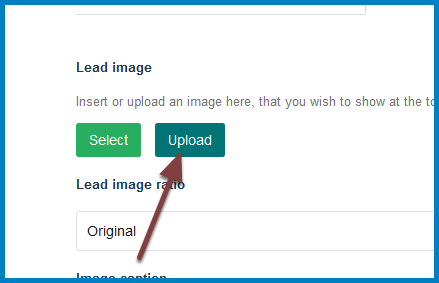 Lead image
Insert or upload an image here, that you wish to show at the to
Select Upload
Lead image ratio
Original
Image caption